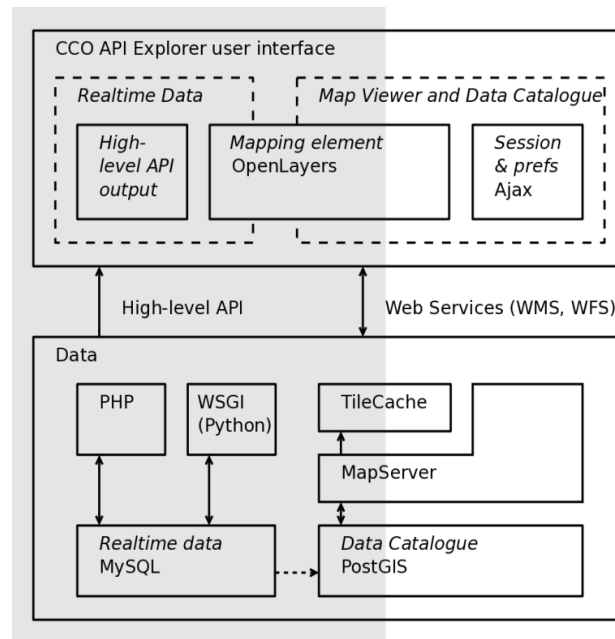 CCO API Explorer user interface
Realtime Data
Map Viewer and Data Catalogue
High-
level API
output
Mapping element
OpenLayers
Session
& prefs
Ajax
High-level API
Web Services (WMS, WFS)
Data
PHP
WSGI
(Python)
TileCache
MapServer
Realtime data
MySQL
Data Catalogue
PostGIS